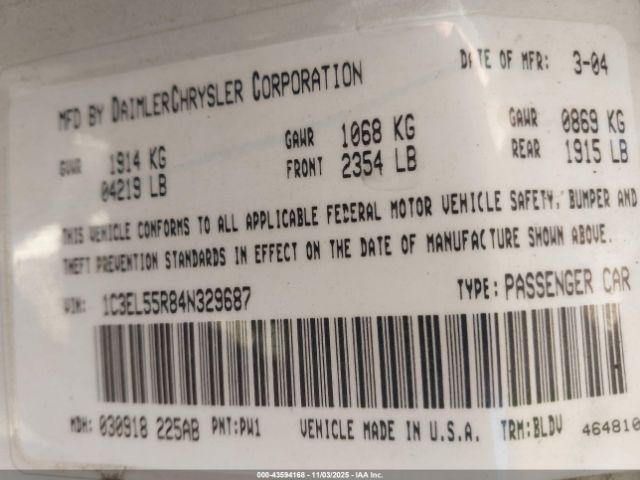 MFD BY DAIMLERCHRYSLER CORPORATION DATE OF MFR: 3-04
GVWR 1914 KG GAWR 1068 KG GAWR 0869 KG
04219 LB FRONT 2354 LB REAR 1915 LB
THIS VEHICLE CONFORMS TO ALL APPLICABLE FEDERAL MOTOR VEHICLE SAFETY, BUMPER AND
THEFT PREVENTION STANDARDS IN EFFECT ON THE DATE OF MANUFACTURE SHOWN ABOVE.
VIN: 1C3EL55R84N329687 TYPE: PASSENGER CAR
MDH: 030918 225AB PNT: PW1 VEHICLE MADE IN U.S.A. TRM: BLDV 464810
000-43594168 - 11/03/2025 - IAAI, Inc.